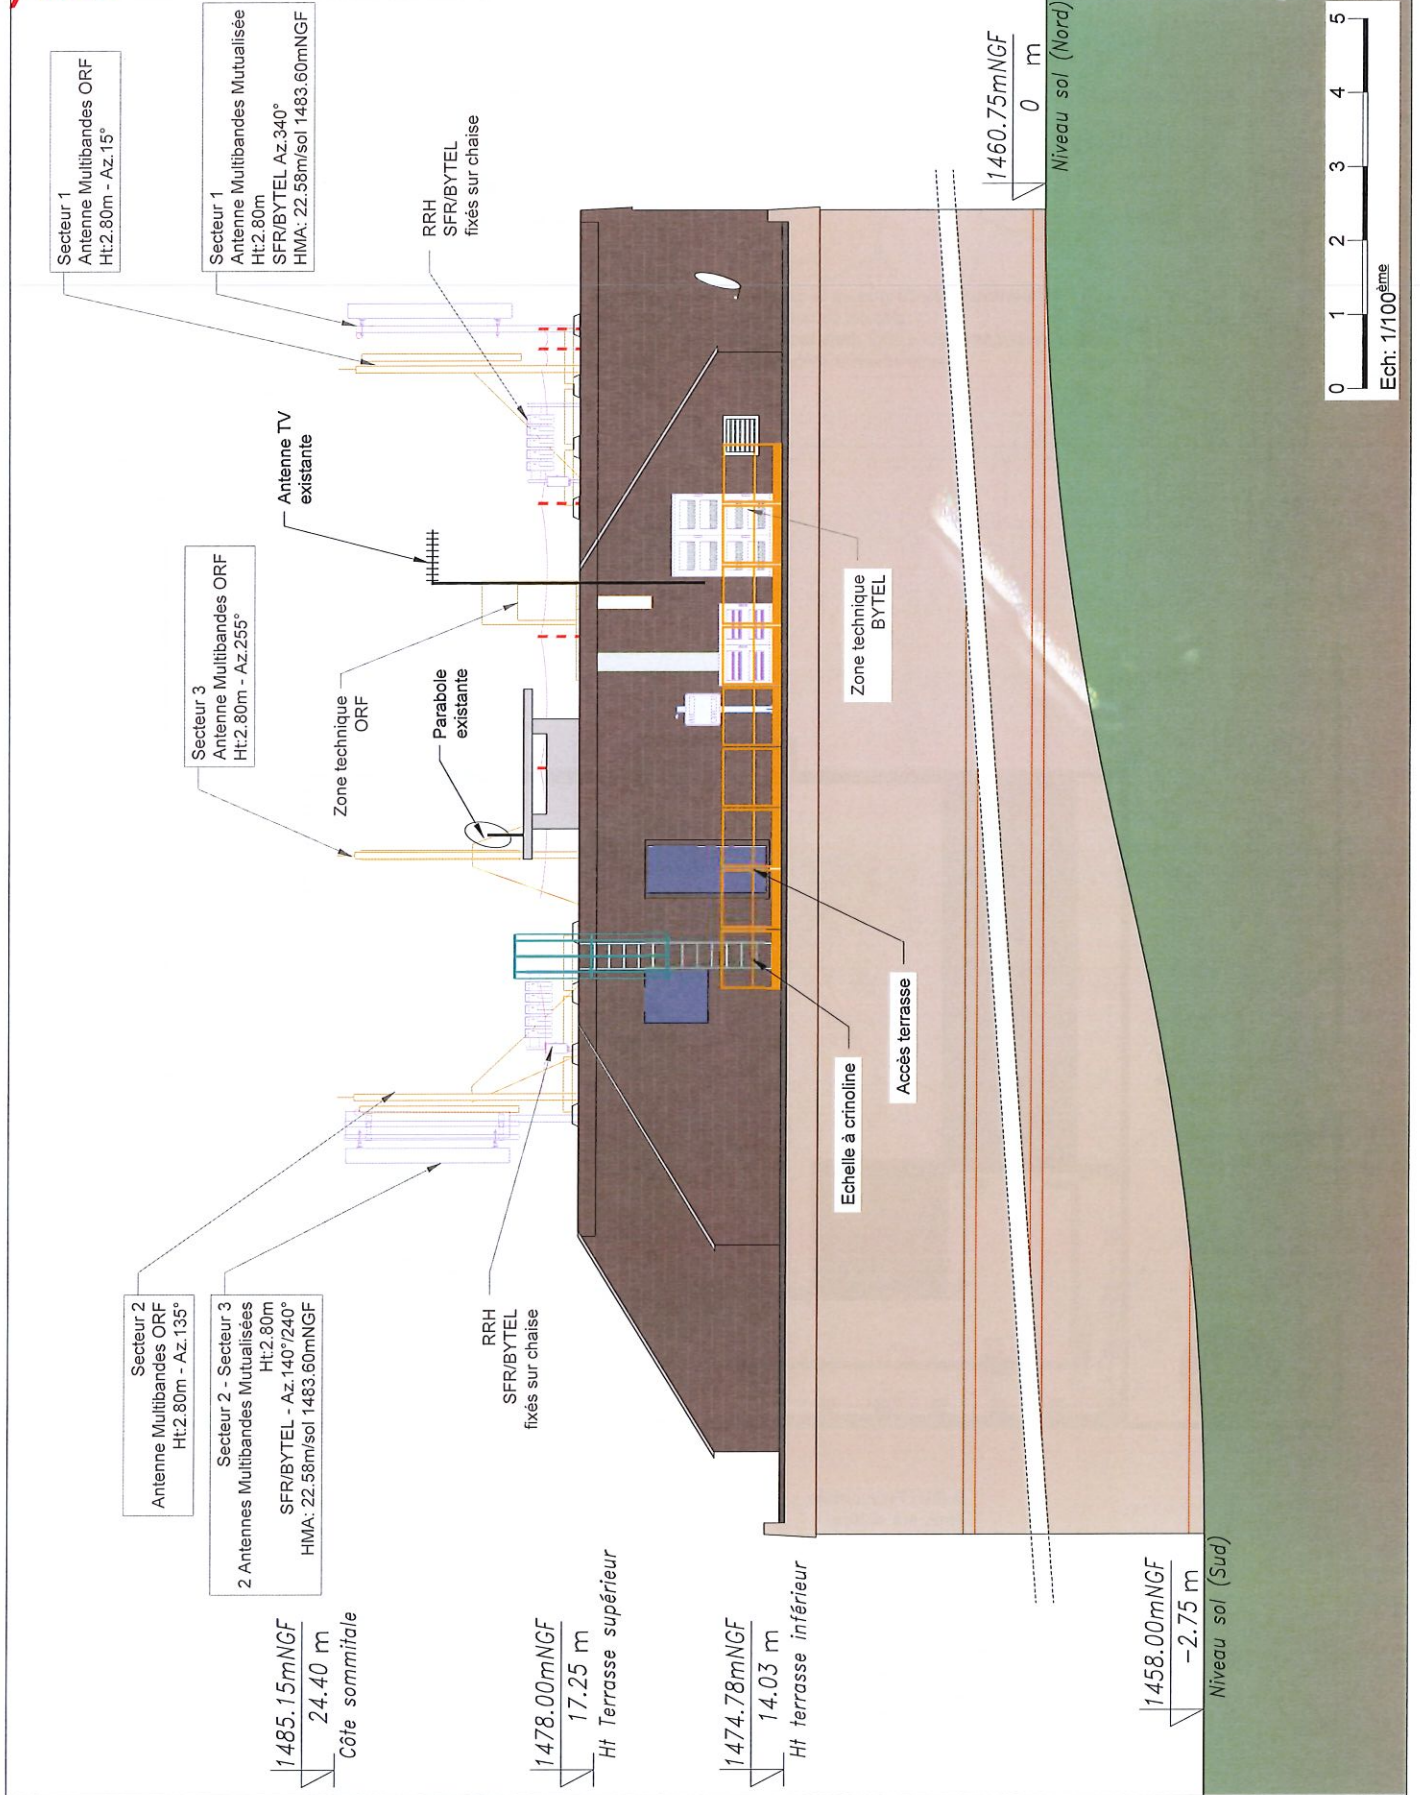 Secteur 2
Antenne Multibandes ORF
Ht:2.80m - Az.135°
Secteur 2 - Secteur 3
2 Antennes Multibandes Mutualisées
Ht:2.80m
SFR/BYTEL - Az.140°/240°
HMA: 22.58m/sol 1483.60mNGF
Secteur 3
Antenne Multibandes ORF
Ht:2.80m - Az.255°
Secteur 1
Antenne Multibandes ORF
Ht:2.80m - Az.15°
Secteur 1
Antenne Multibandes Mutualisée
Ht:2.80m
SFR/BYTEL Az.340°
HMA: 22.58m/sol 1483.60mNGF
1485.15mNGF
24.40 m
Côte sommitale
Zone technique
ORF
Antenne TV
existante
Parabole
existante
RRH
SFR/BYTEL
fixés sur chaise
RRH
SFR/BYTEL
fixés sur chaise
1478.00mNGF
17.25 m
Ht Terrasse supérieur
1474.78mNGF
14.03 m
Ht terrasse inférieur
Echelle à crinoline
Accès terrasse
Zone technique
BYTEL
1460.75mNGF
0 m
Niveau sol (Nord)
1458.00mNGF
-2.75 m
Niveau sol (Sud)
0 1 2 3 4 5
Ech: 1/100ème